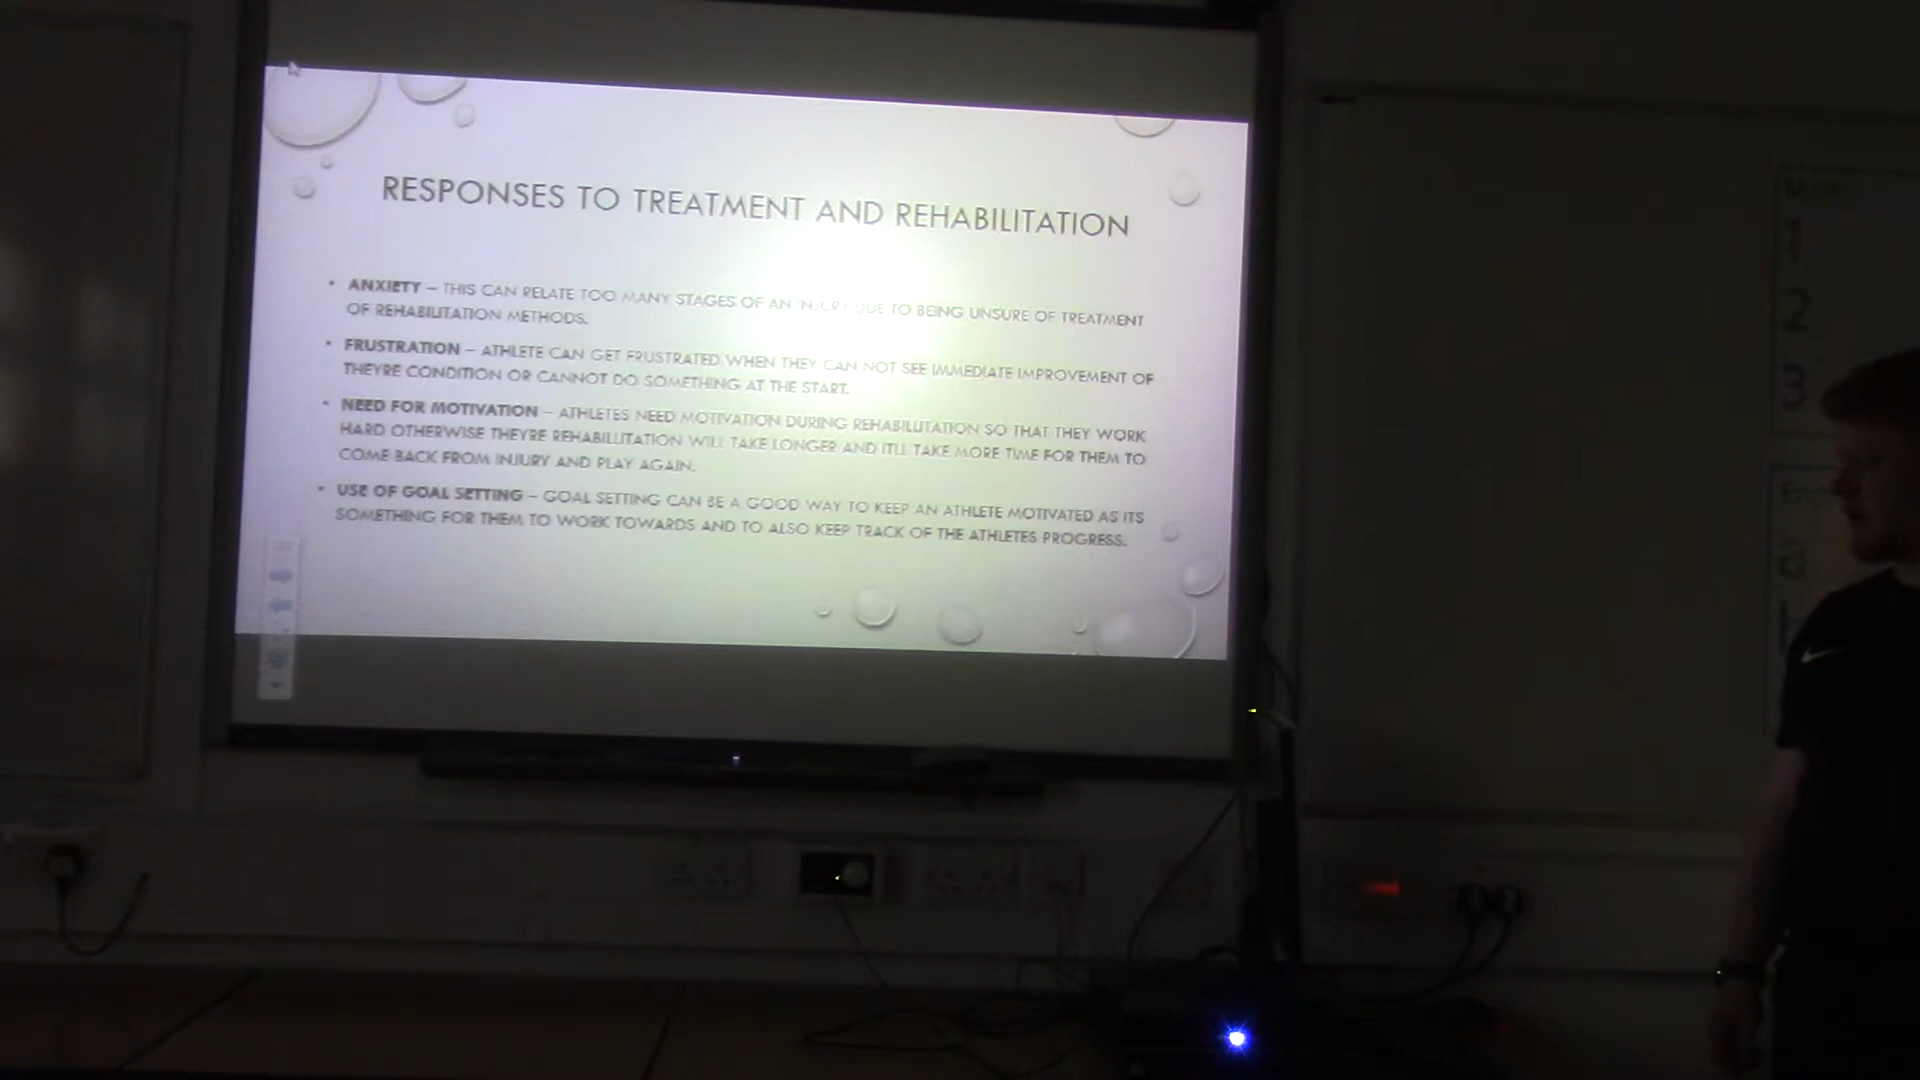 RESPONSES TO TREATMENT AND REHABILITATION
• ANXIETY – THIS CAN RELATE TOO MANY STAGES OF AN INJURY DUE TO BEING UNSURE OF TREATMENT
OF REHABILITATION METHODS.
• FRUSTRATION – ATHLETE CAN GET FRUSTRATED WHEN THEY CAN NOT SEE IMMEDIATE IMPROVEMENT OF
THEYRE CONDITION OR CANNOT DO SOMETHING AT THE START.
• NEED FOR MOTIVATION – ATHLETES NEED MOTIVATION DURING REHABILLITATION SO THAT THEY WORK
HARD OTHERWISE THEYRE REHABILLITATION WILL TAKE LONGER AND ITLL TAKE MORE TIME FOR THEM TO
COME BACK FROM INJURY AND PLAY AGAIN.
• USE OF GOAL SETTING – GOAL SETTING CAN BE A GOOD WAY TO KEEP AN ATHLETE MOTIVATED AS ITS
SOMETHING FOR THEM TO WORK TOWARDS AND TO ALSO KEEP TRACK OF THE ATHLETES PROGRESS.
1
2
3
a